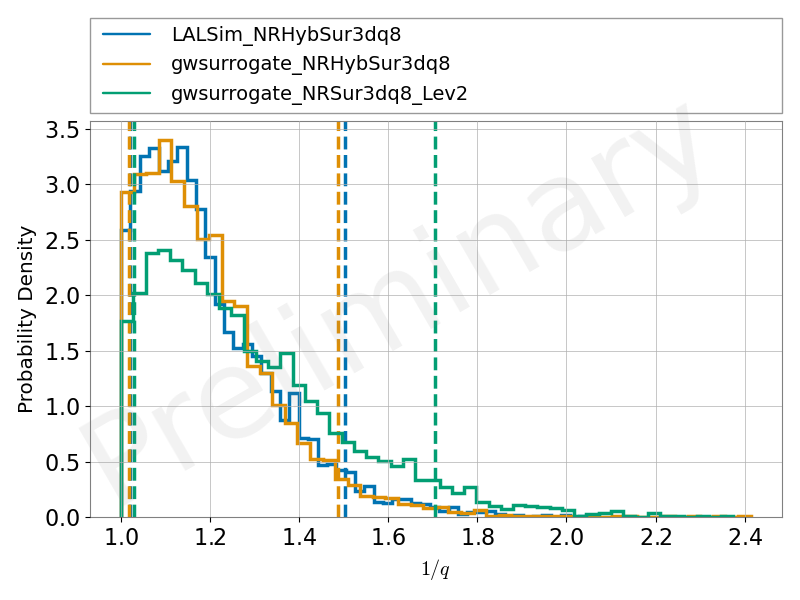 LALSim_NRHybSur3dq8
gwsurrogate_NRHybSur3dq8
gwsurrogate_NRSur3dq8_Lev2
Preliminary
Probability Density
3.5
3.0
2.5
2.0
1.5
1.0
0.5
0.0
1.0 1.2 1.4 1.6 1.8 2.0 2.2 2.4
1/q